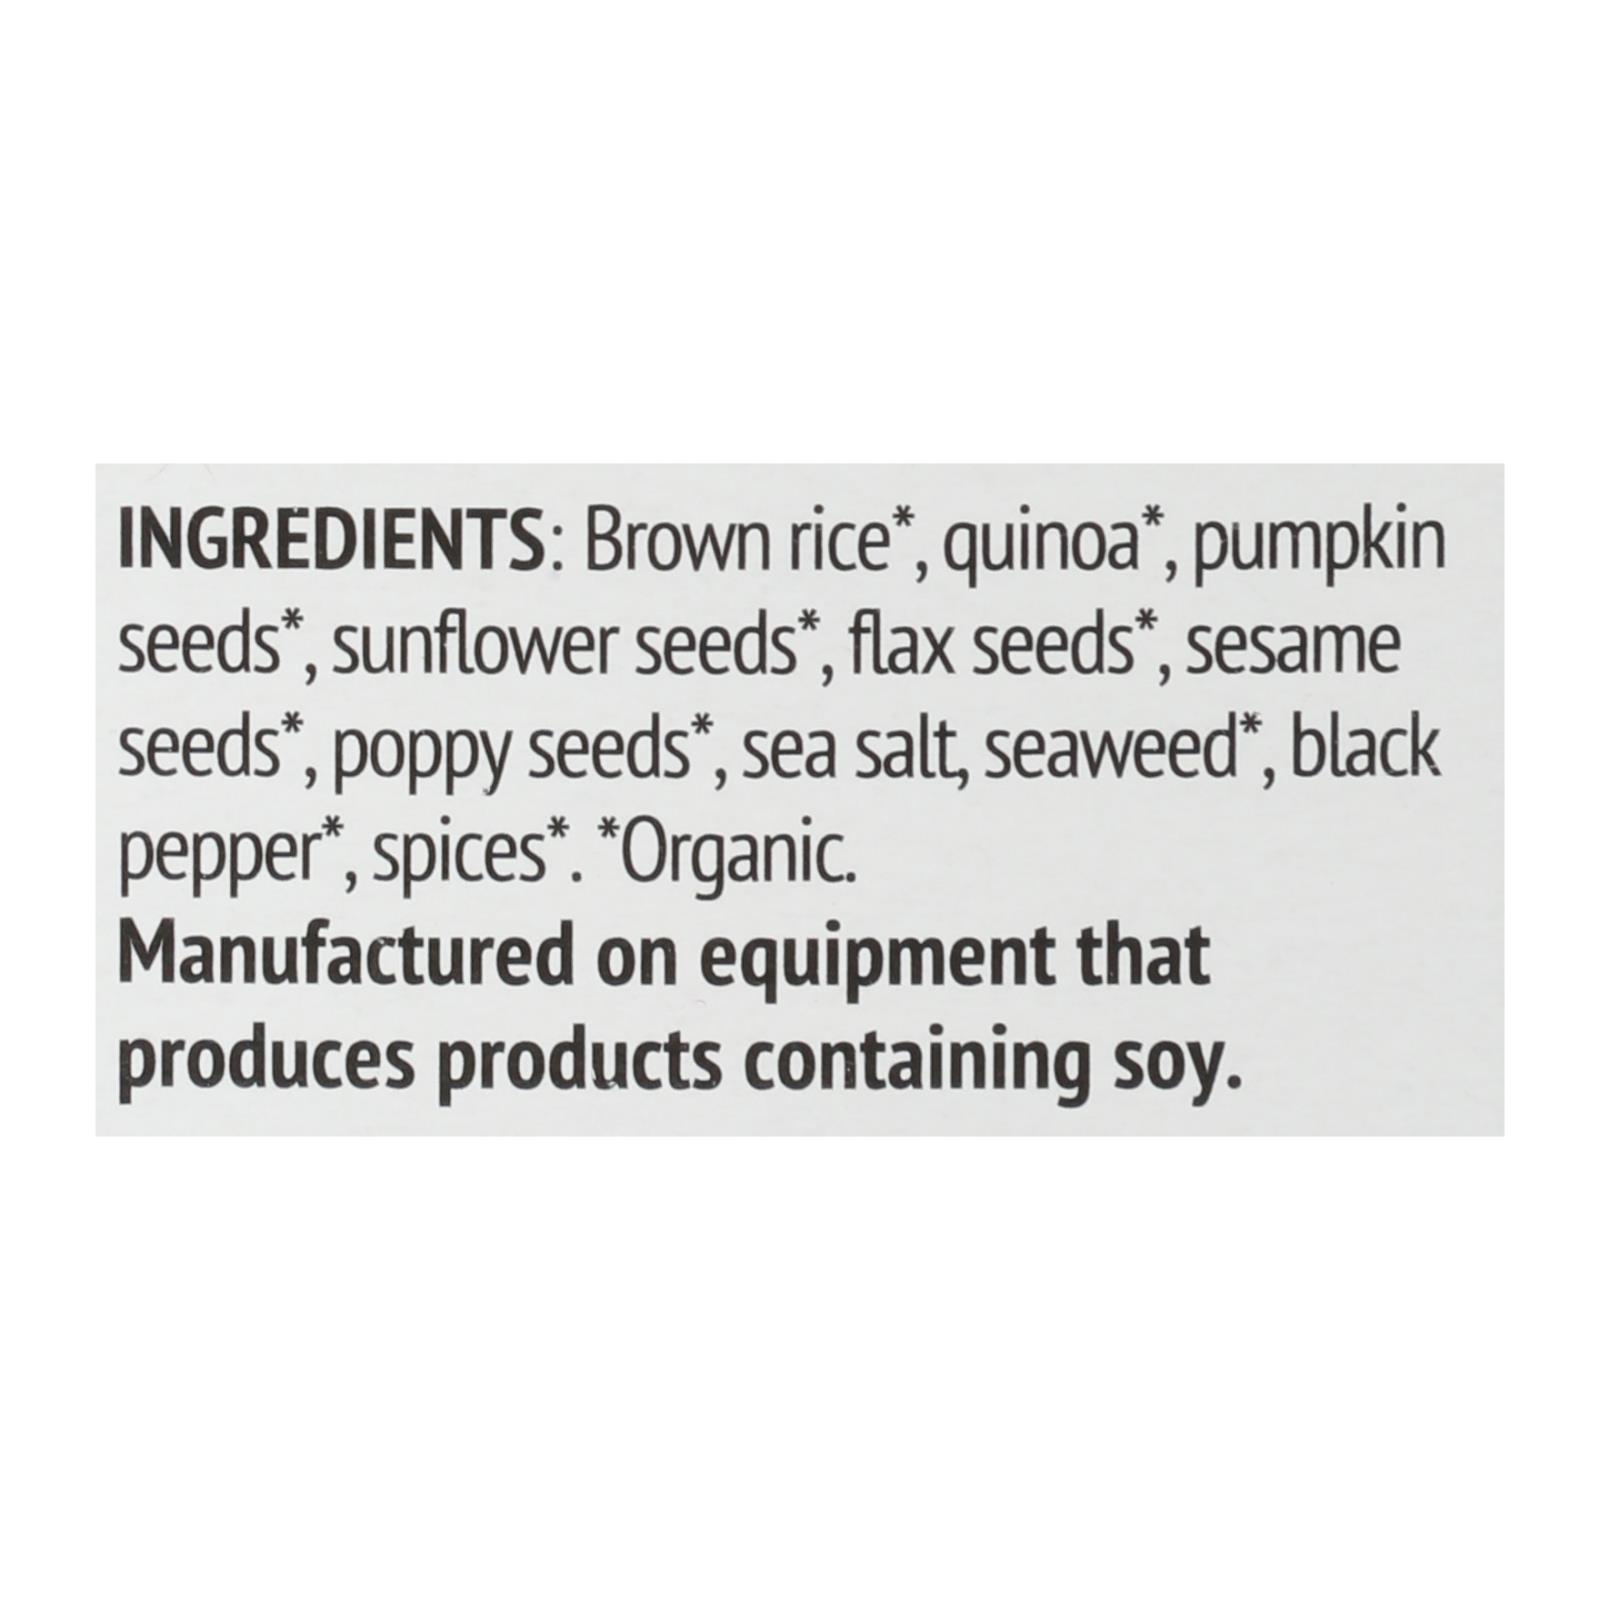 INGREDIENTS: Brown rice*, quinoa*, pumpkin
seeds*, sunflower seeds*, flax seeds*, sesame
seeds*, poppy seeds*, sea salt, seaweed*, black
pepper*, spices*. *Organic.
Manufactured on equipment that
produces products containing soy.